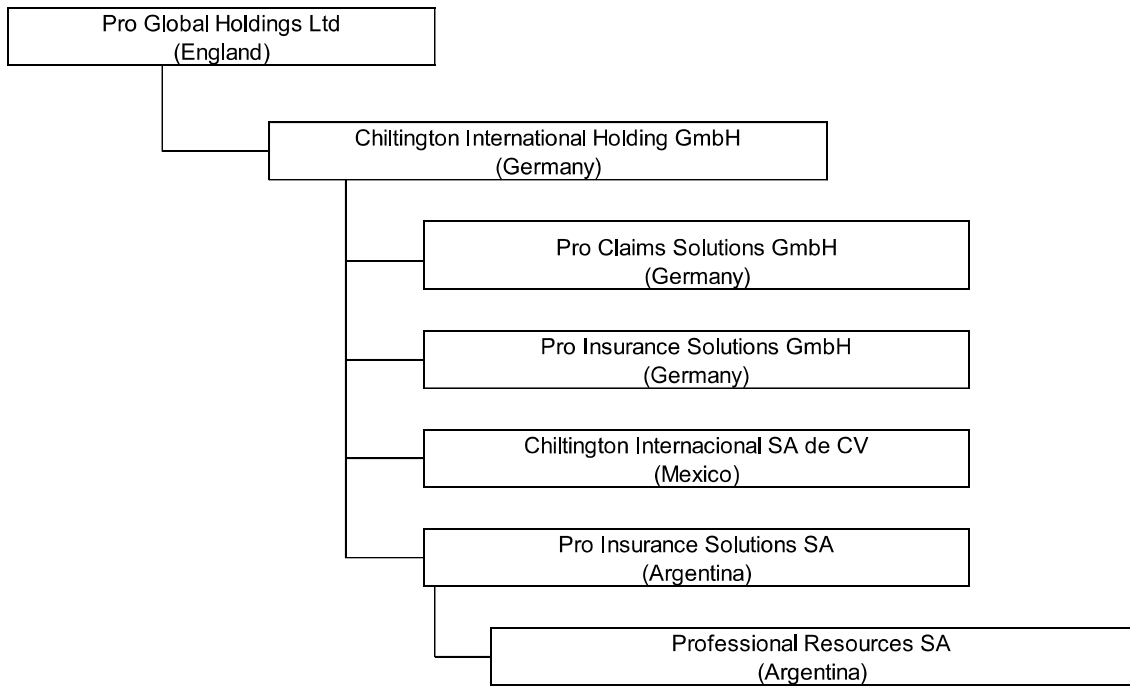 Pro Global Holdings Ltd
(England)
Chiltington International Holding GmbH
(Germany)
Pro Claims Solutions GmbH
(Germany)
Pro Insurance Solutions GmbH
(Germany)
Chiltington Internacional SA de CV
(Mexico)
Pro Insurance Solutions SA
(Argentina)
Professional Resources SA
(Argentina)